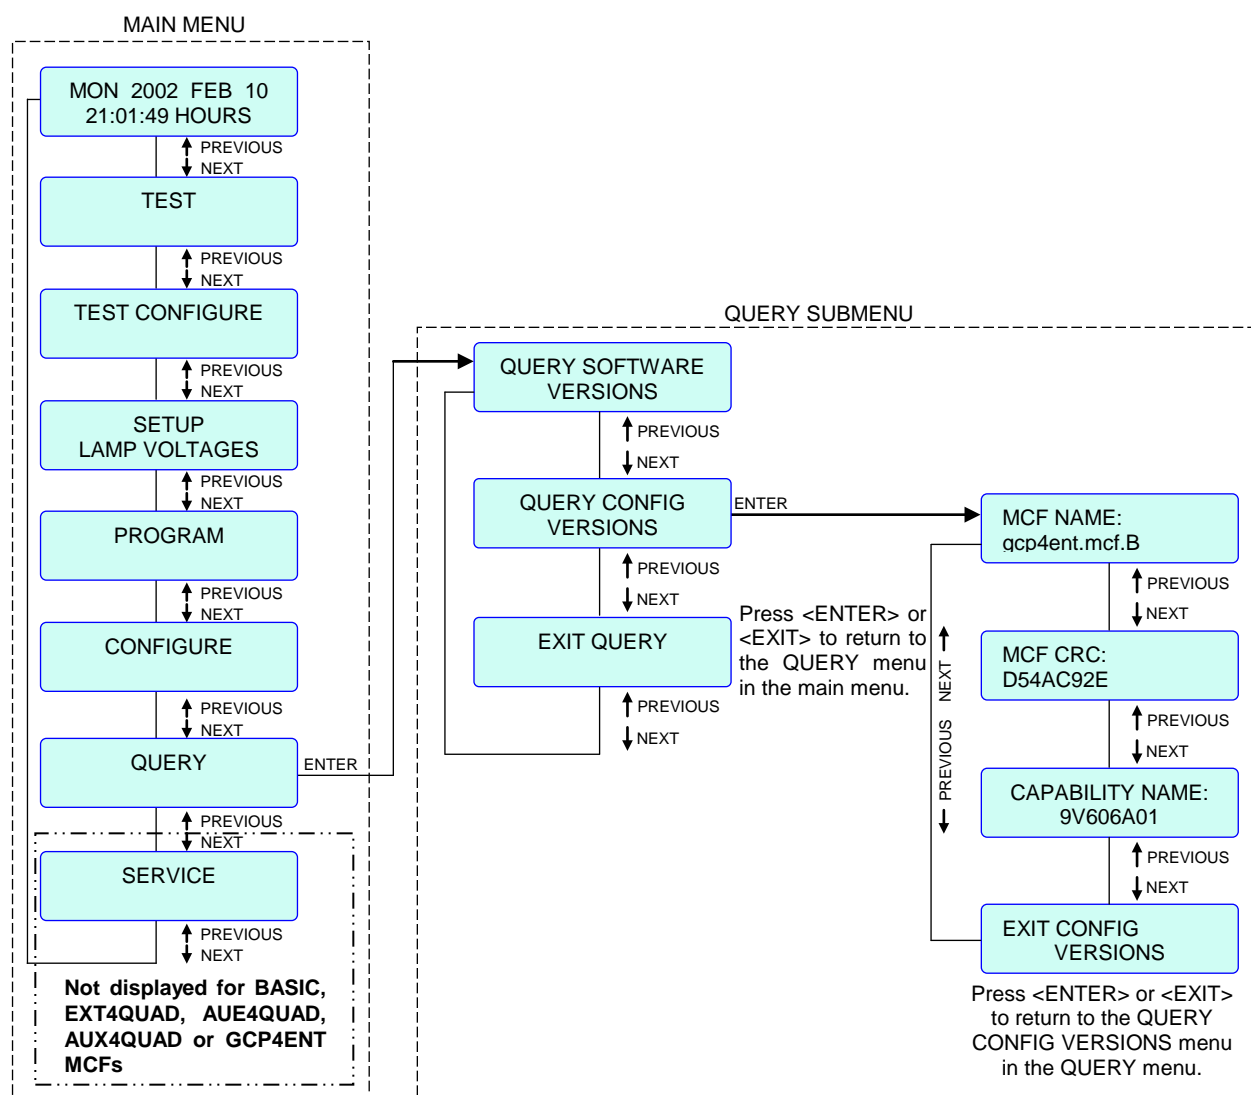 MAIN MENU
MON 2002 FEB 10
21:01:49 HOURS
PREVIOUS
NEXT
TEST
PREVIOUS
NEXT
TEST CONFIGURE
PREVIOUS
NEXT
SETUP
LAMP VOLTAGES
PREVIOUS
NEXT
PROGRAM
PREVIOUS
NEXT
CONFIGURE
PREVIOUS
NEXT
QUERY
ENTER
PREVIOUS
NEXT
SERVICE
PREVIOUS
NEXT
Not displayed for BASIC,
EXT4QUAD, AUE4QUAD,
AUX4QUAD or GCP4ENT
MCFs
QUERY SUBMENU
QUERY SOFTWARE
VERSIONS
PREVIOUS
NEXT
QUERY CONFIG
VERSIONS
ENTER
PREVIOUS
NEXT
EXIT QUERY
PREVIOUS
NEXT
Press <ENTER> or
<EXIT> to return to
the QUERY menu
in the main menu.
PREVIOUS NEXT
MCF NAME:
gcp4ent.mcf.B
PREVIOUS
NEXT
MCF CRC:
D54AC92E
PREVIOUS
NEXT
CAPABILITY NAME:
9V606A01
PREVIOUS
NEXT
EXIT CONFIG
VERSIONS
Press <ENTER> or <EXIT>
to return to the QUERY
CONFIG VERSIONS menu
in the QUERY menu.